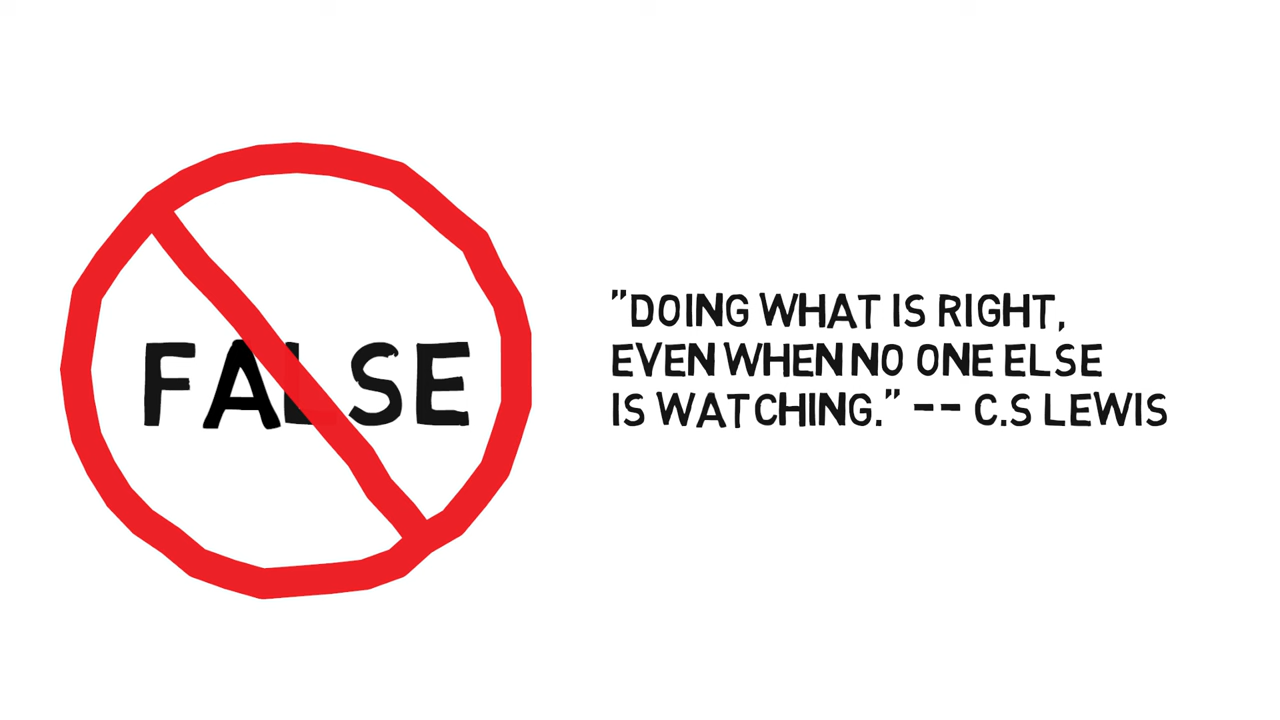 FALSE
"DOING WHAT IS RIGHT,
EVEN WHEN NO ONE ELSE
IS WATCHING." -- C.S LEWIS